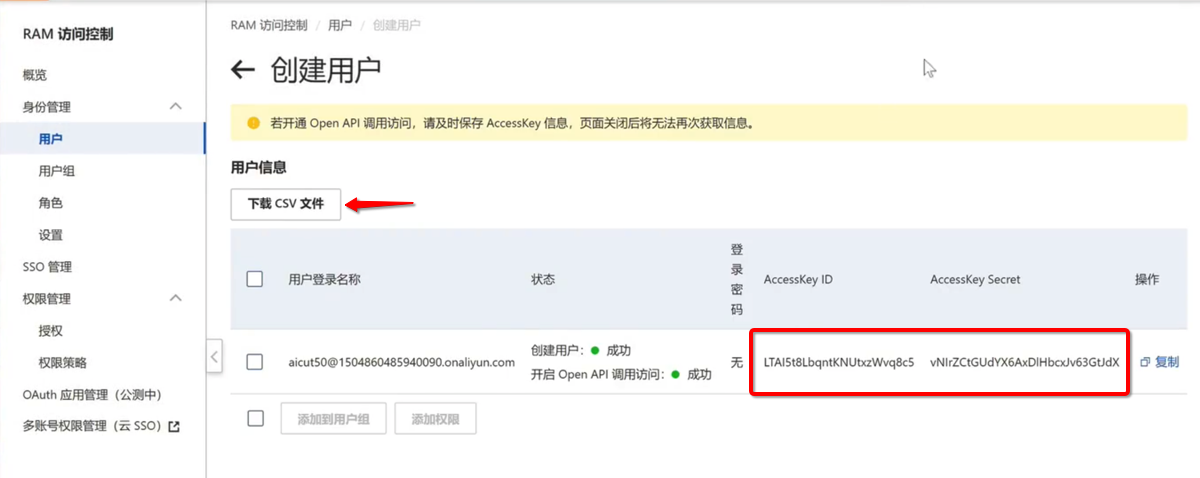 RAM 访问控制
概览
身份管理
用户
用户组
角色
设置
SSO 管理
权限管理
授权
权限策略
OAuth 应用管理（公测中）
多账号权限管理（云 SSO）
RAM 访问控制 / 用户 / 创建用户
创建用户
若开通 Open API 调用访问，请及时保存 AccessKey 信息，页面关闭后将无法再次获取信息。
用户信息
下载 CSV 文件
用户登录名称 状态 登录密码 AccessKey ID AccessKey Secret 操作
aicut50@1504860485940090.onaliyun.com 创建用户： 成功 无 LTAI5t8LbqntKNUtxzWvq8c5 vNIrZCtGUdYX6AxDlHbcxJv63GtJdX 复制
开启 Open API 调用访问： 成功
添加到用户组 添加权限